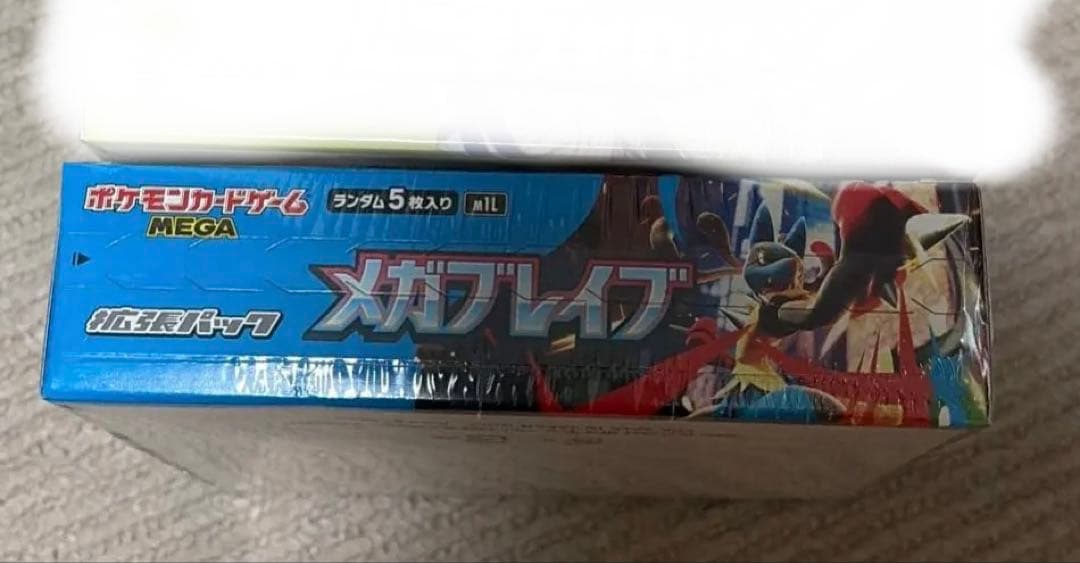 ポケモンカードゲーム
MEGA
ランダム5枚入り
M1L
メガブレイブ
拡張パック